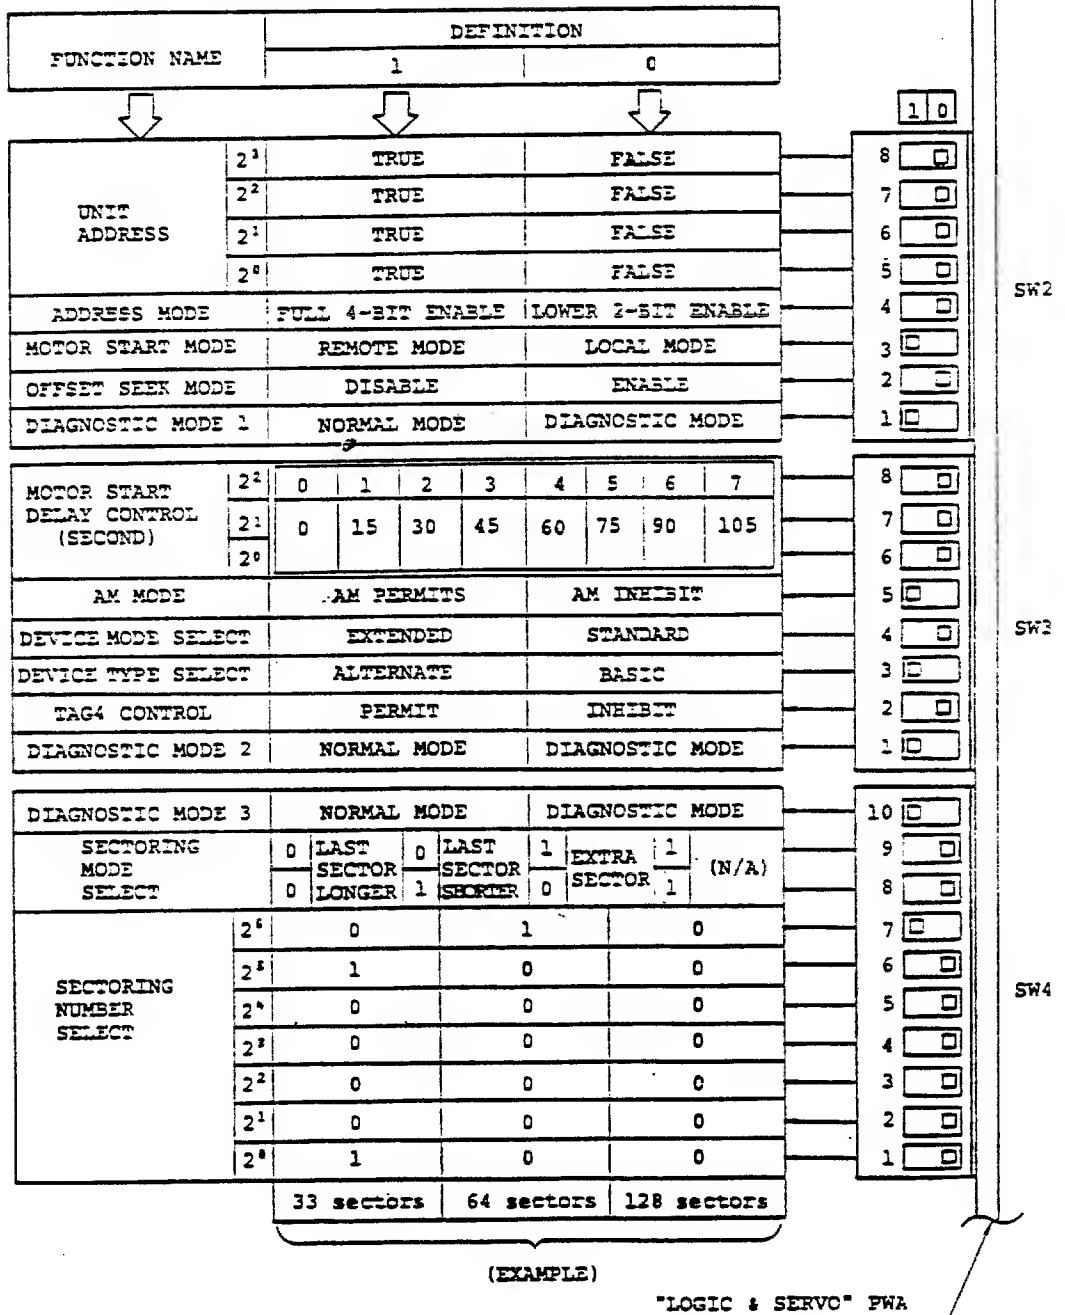 DEFINITION
FUNCTION NAME 1 0
1 0
UNIT ADDRESS
2³ TRUE FALSE 8
2² TRUE FALSE 7
2¹ TRUE FALSE 6
2⁰ TRUE FALSE 5
ADDRESS MODE FULL 4-BIT ENABLE LOWER 2-BIT ENABLE 4
MOTOR START MODE REMOTE MODE LOCAL MODE 3
OFFSET SEEK MODE DISABLE ENABLE 2
DIAGNOSTIC MODE 1 NORMAL MODE DIAGNOSTIC MODE 1
SW2
MOTOR START
DELAY CONTROL
(SECOND)
2² 0 1 2 3 4 5 6 7 8
2¹ 0 15 30 45 60 75 90 105 7
2⁰ 6
AM MODE AM PERMITS AM INHIBIT 5
DEVICE MODE SELECT EXTENDED STANDARD 4
DEVICE TYPE SELECT ALTERNATE BASIC 3
TAG4 CONTROL PERMIT INHIBIT 2
DIAGNOSTIC MODE 2 NORMAL MODE DIAGNOSTIC MODE 1
SW3
DIAGNOSTIC MODE 3 NORMAL MODE DIAGNOSTIC MODE 10
SECTORING
MODE
SELECT
0 0 LAST SECTOR LONGER
0 1 LAST SECTOR SHORTER
1 0 EXTRA SECTOR
1 1 (N/A)
9
8
SECTORING
NUMBER
SELECT
2⁶ 0 1 0 7
2⁵ 1 0 0 6
2⁴ 0 0 0 5
2³ 0 0 0 4
2² 0 0 0 3
2¹ 0 0 0 2
2⁰ 1 0 0 1
SW4
33 sectors 64 sectors 128 sectors
(EXAMPLE)
"LOGIC & SERVO" PWA